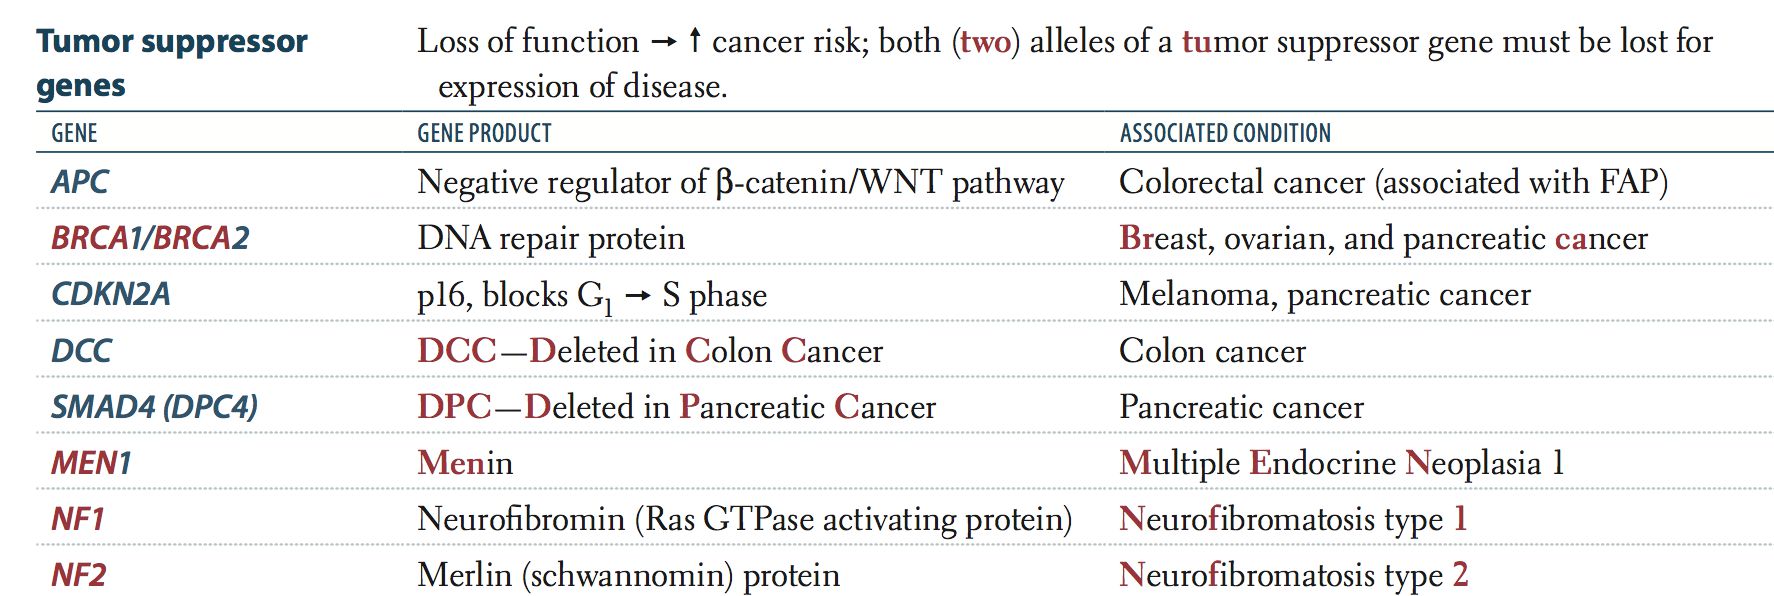 Tumor suppressor genes
Loss of function → ↑ cancer risk; both (two) alleles of a tumor suppressor gene must be lost for
expression of disease.
GENE GENE PRODUCT ASSOCIATED CONDITION
APC Negative regulator of β-catenin/WNT pathway Colorectal cancer (associated with FAP)
BRCA1/BRCA2 DNA repair protein Breast, ovarian, and pancreatic cancer
CDKN2A p16, blocks G₁ → S phase Melanoma, pancreatic cancer
DCC DCC—Deleted in Colon Cancer Colon cancer
SMAD4 (DPC4) DPC—Deleted in Pancreatic Cancer Pancreatic cancer
MEN1 Menin Multiple Endocrine Neoplasia 1
NF1 Neurofibromin (Ras GTPase activating protein) Neurofibromatosis type 1
NF2 Merlin (schwannomin) protein Neurofibromatosis type 2